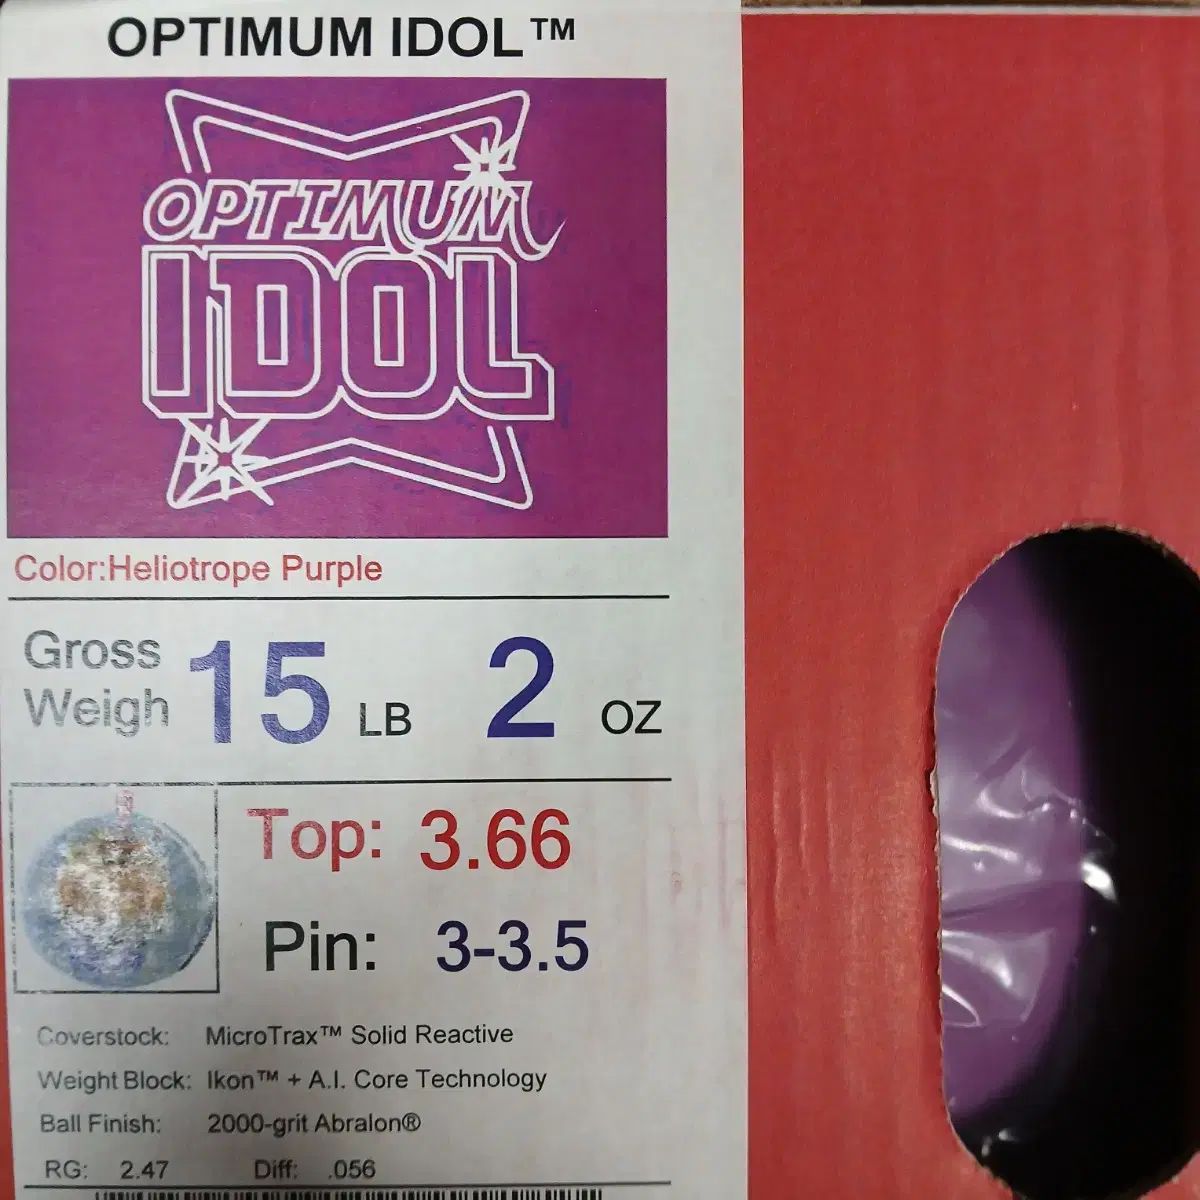 OPTIMUM IDOL™
OPTIMUM
IDOL
Color:Heliotrope Purple
Gross
Weigh 15 LB 2 OZ
Top: 3.66
Pin: 3-3.5
Coverstock: MicroTrax™ Solid Reactive
Weight Block: Ikon™ + A.I. Core Technology
Ball Finish: 2000-grit Abralon®
RG: 2.47 Diff: .056